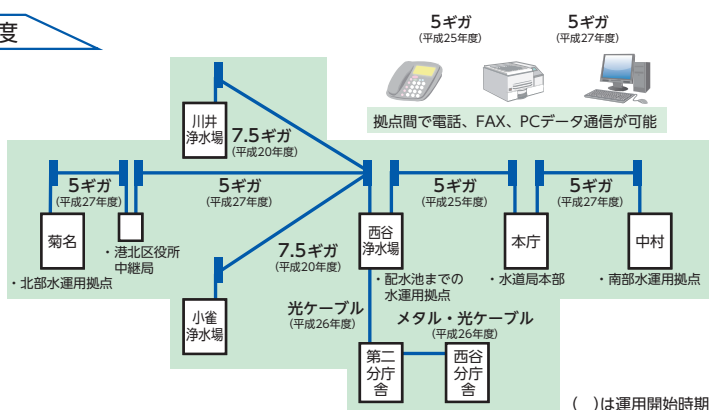 度
5ギガ
(平成25年度)
5ギガ
(平成27年度)
拠点間で電話、FAX、PCデータ通信が可能
川井
浄水場
7.5ギガ
(平成20年度)
5ギガ
(平成27年度)
5ギガ
(平成27年度)
5ギガ
(平成25年度)
5ギガ
(平成27年度)
菊名
・港北区役所
中継局
西谷
浄水場
本庁
中村
・北部水運用拠点
7.5ギガ
(平成20年度)
・配水池までの
水運用拠点
・水道局本部
・南部水運用拠点
小雀
浄水場
光ケーブル
(平成26年度)
メタル・光ケーブル
(平成26年度)
第二
分庁
舎
西谷
分庁
舎
(　)は運用開始時期